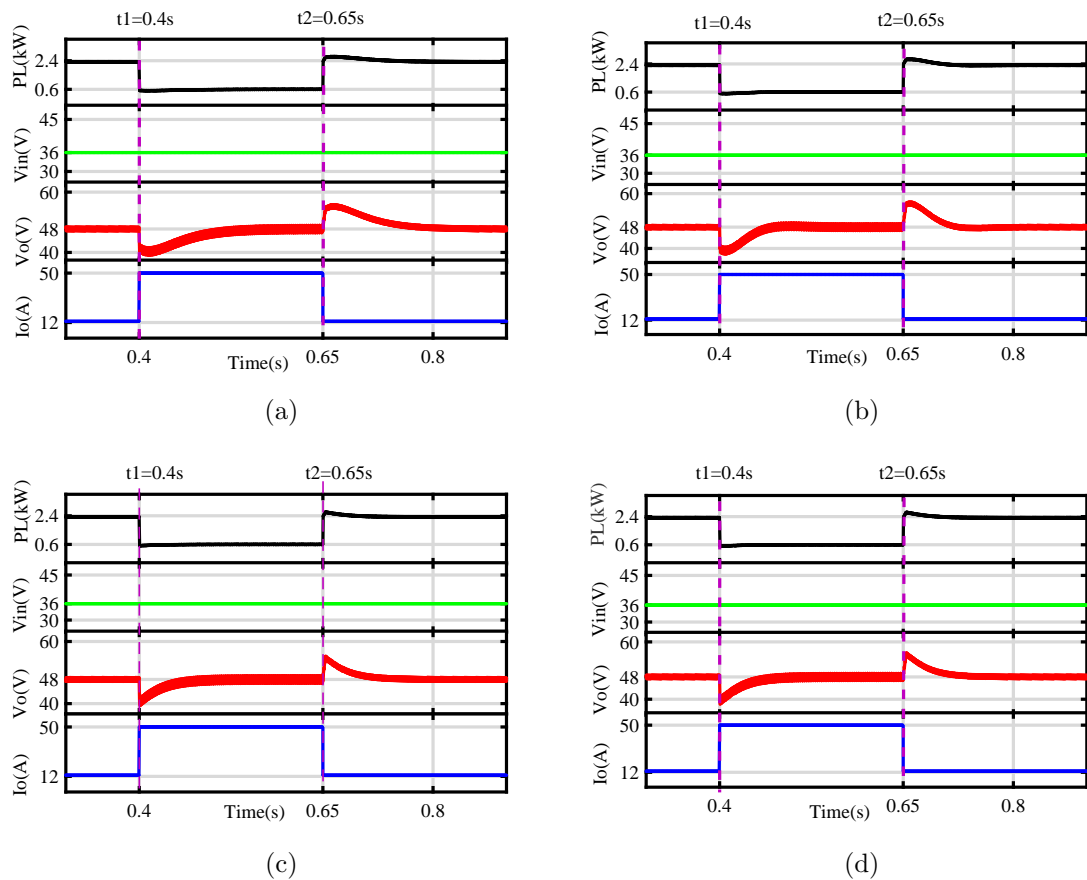 t1=0.4s t2=0.65s
PL(kW) 2.4 0.6
Vin(V) 45 36 30
Vo(V) 60 48 40
Io(A) 50 12
0.4 Time(s) 0.65 0.8
(a)
t1=0.4s t2=0.65s
PL(kW) 2.4 0.6
Vin(V) 45 36 30
Vo(V) 60 48 40
Io(A) 50 12
0.4 Time(s) 0.65 0.8
(b)
t1=0.4s t2=0.65s
PL(kW) 2.4 0.6
Vin(V) 45 36 30
Vo(V) 60 48 40
Io(A) 50 12
0.4 Time(s) 0.65 0.8
(c)
t1=0.4s t2=0.65s
PL(kW) 2.4 0.6
Vin(V) 45 36 30
Vo(V) 60 48 40
Io(A) 50 12
0.4 Time(s) 0.65 0.8
(d)